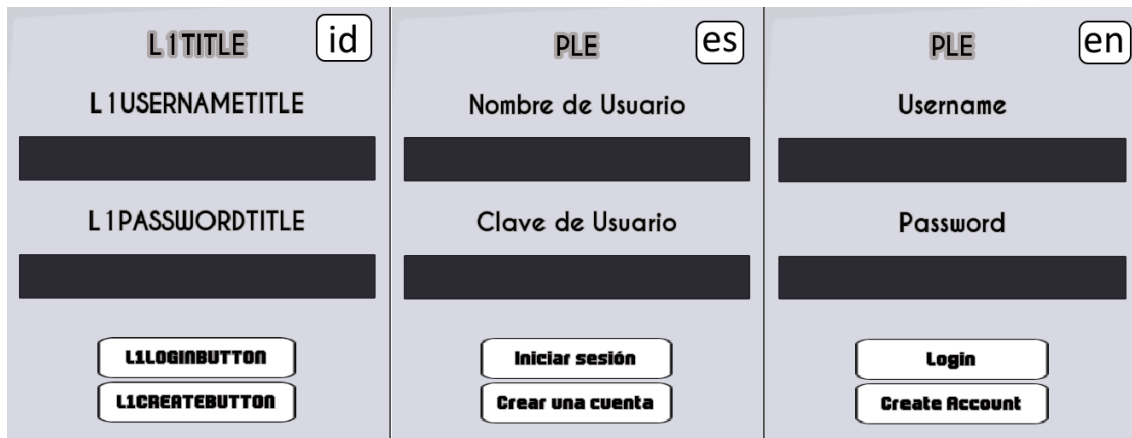 L1TITLE
id
L1USERNAMETITLE
L1PASSWORDTITLE
L1LOGINBUTTON
L1CREATEBUTTON
PLE
es
Nombre de Usuario
Clave de Usuario
Iniciar sesión
Crear una cuenta
PLE
en
Username
Password
Login
Create Account